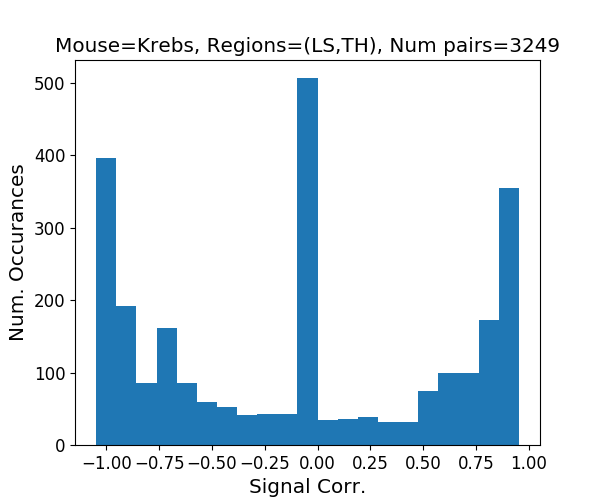 Mouse=Krebs, Regions=(LS,TH), Num pairs=3249
Num. Occurances
500
400
300
200
100
0
−1.00 −0.75 −0.50 −0.25 0.00 0.25 0.50 0.75 1.00
Signal Corr.